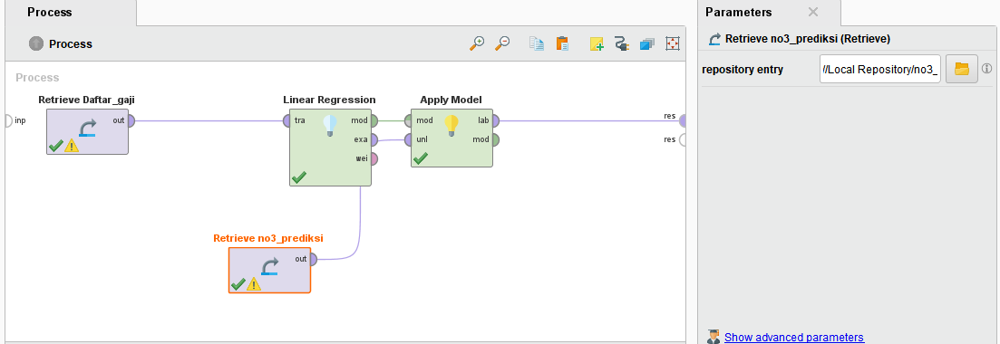 Process
Process
Process
inp
Retrieve Daftar_gaji
out
Linear Regression
tra
mod
exa
wei
Apply Model
mod
unl
lab
mod
res
res
Retrieve no3_prediksi
out
Parameters
Retrieve no3_prediksi (Retrieve)
repository entry
//Local Repository/no3_
Show advanced parameters